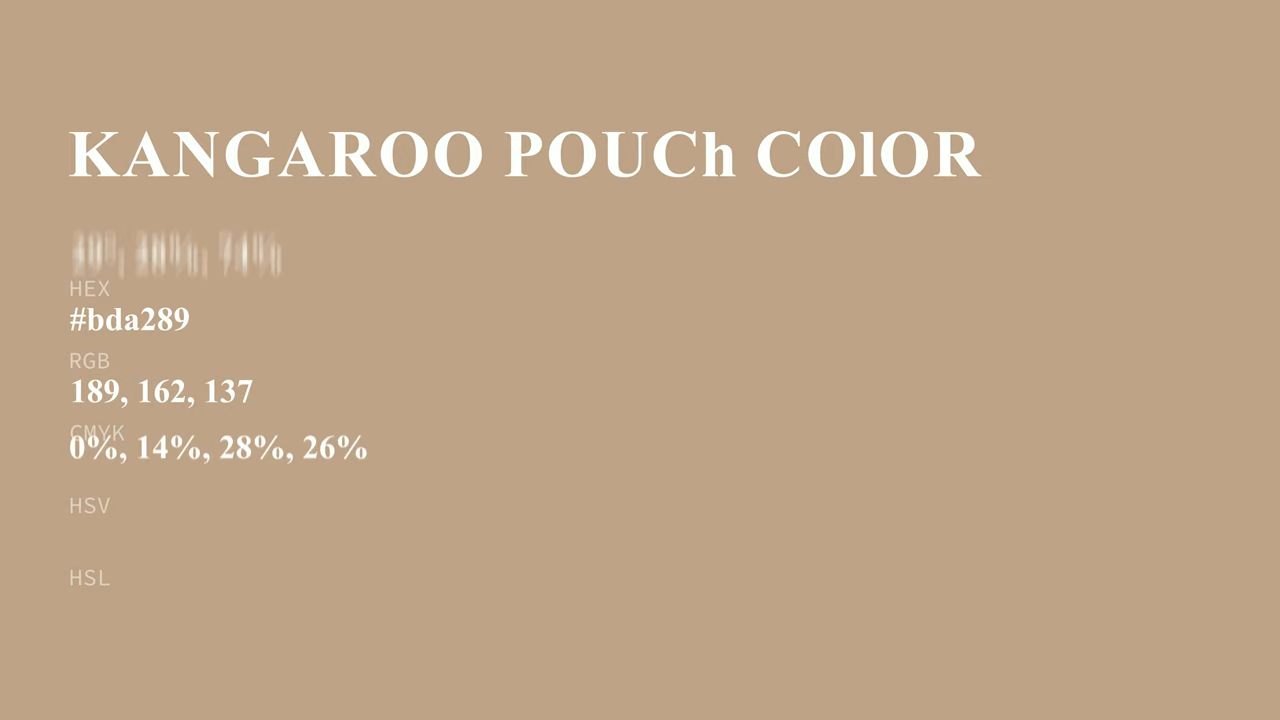 KANGAROO POUCh COlOR
HEX
#bda289
RGB
189, 162, 137
CMYK
0%, 14%, 28%, 26%
HSV
HSL